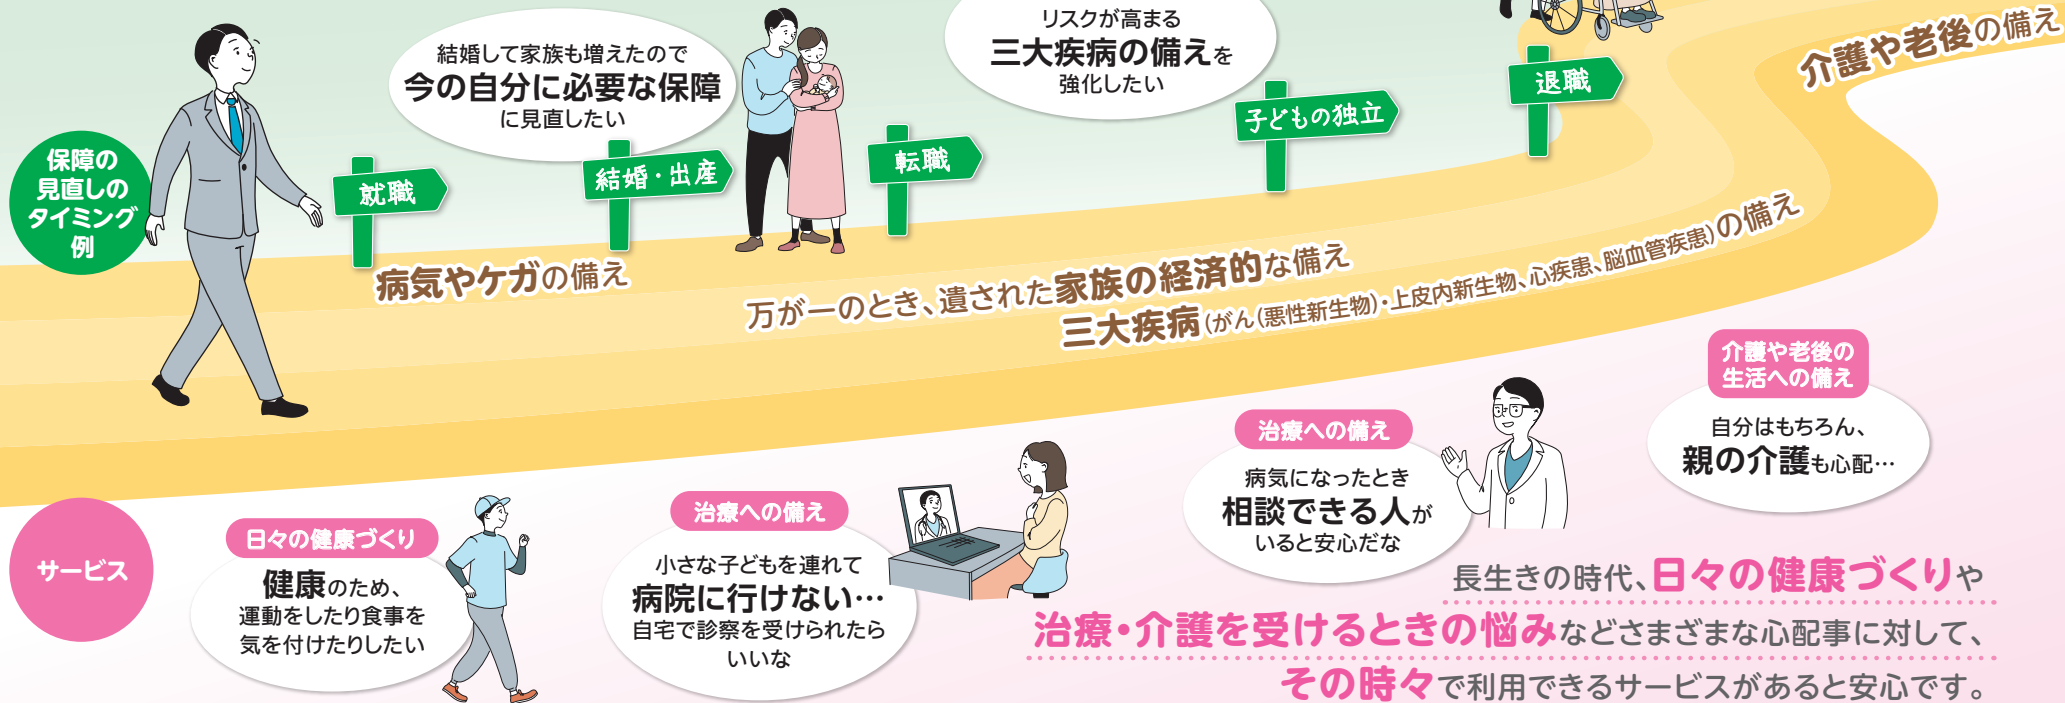 保障の
見直しの
タイミング
例
結婚して家族も増えたので
今の自分に必要な保障
に見直したい
リスクが高まる
三大疾病の備えを
強化したい
就職
結婚・出産
転職
子どもの独立
退職
病気やケガの備え
万が一のとき、遺された家族の経済的な備え
三大疾病(がん(悪性新生物)・上皮内新生物、心疾患、脳血管疾患)の備え
介護や老後の備え
サービス
日々の健康づくり
健康のため、
運動をしたり食事を
気を付けたりしたい
治療への備え
小さな子どもを連れて
病院に行けない…
自宅で診察を受けられたら
いいな
治療への備え
病気になったとき
相談できる人が
いると安心だな
介護や老後の
生活への備え
自分はもちろん、
親の介護も心配…
長生きの時代、日々の健康づくりや
治療・介護を受けるときの悩みなどさまざまな心配事に対して、
その時々で利用できるサービスがあると安心です。